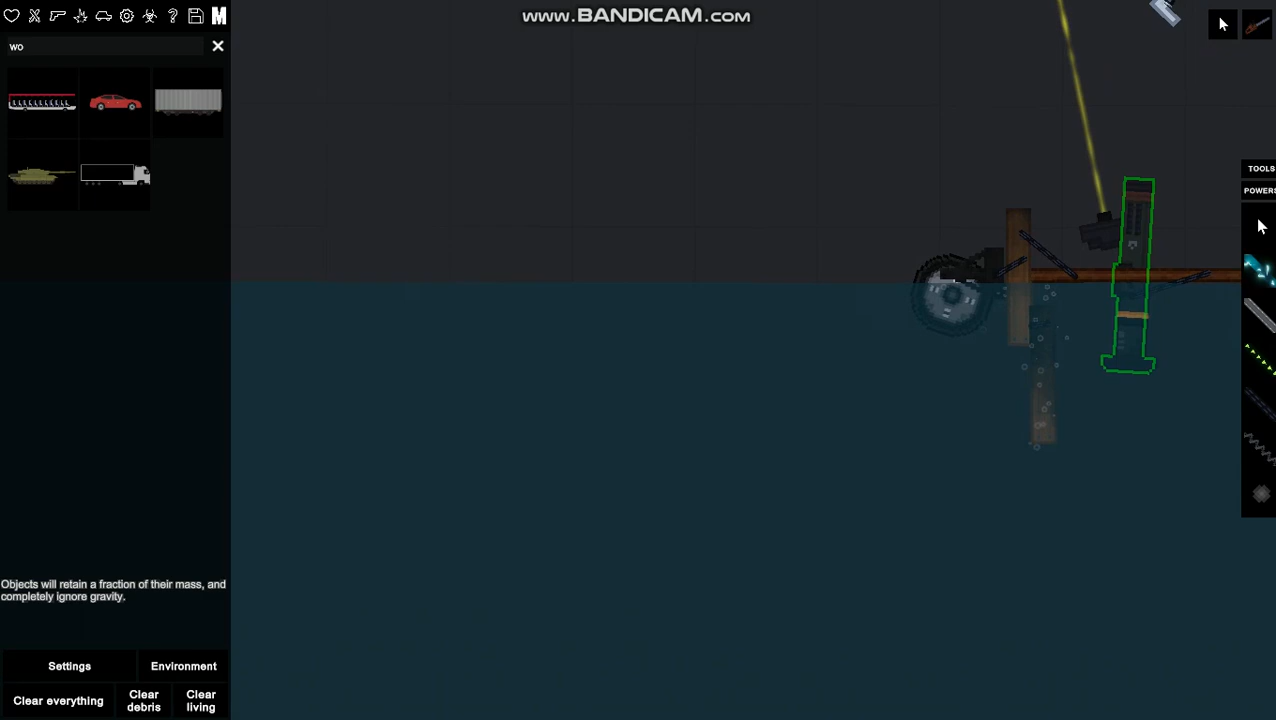 www.BANDICAM.com
wo
TOOLS
POWERS
Objects will retain a fraction of their mass, and
completely ignore gravity.
Settings
Environment
Clear everything
Clear
debris
Clear
living